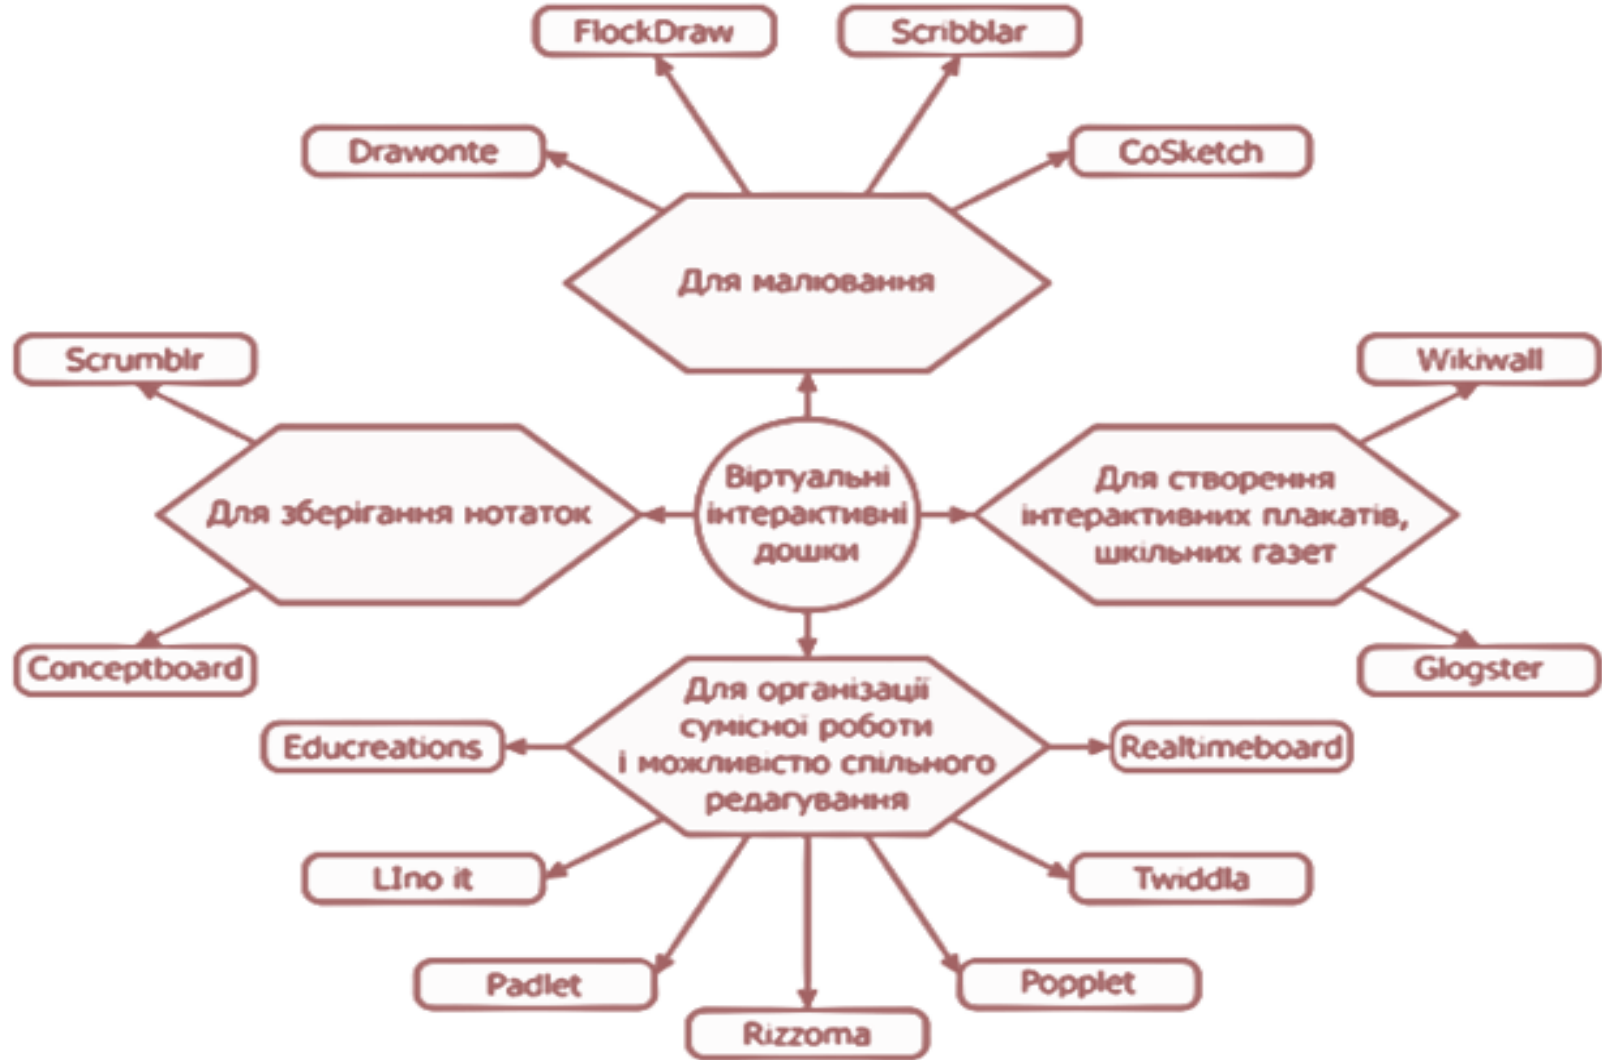 FlockDraw
Scribblar
Drawonte
CoSketch
Для малювання
Scrumblr
Wikiwall
Для зберігання нотаток
Віртуальні
інтерактивні
дошки
Для створення
інтерактивних плакатів,
шкільних газет
Conceptboard
Glogster
Для організації
сумісної роботи
і можливістю спільного
редагування
Educreations
Realtimeboard
LIno it
Twiddla
Padlet
Popplet
Rizzoma